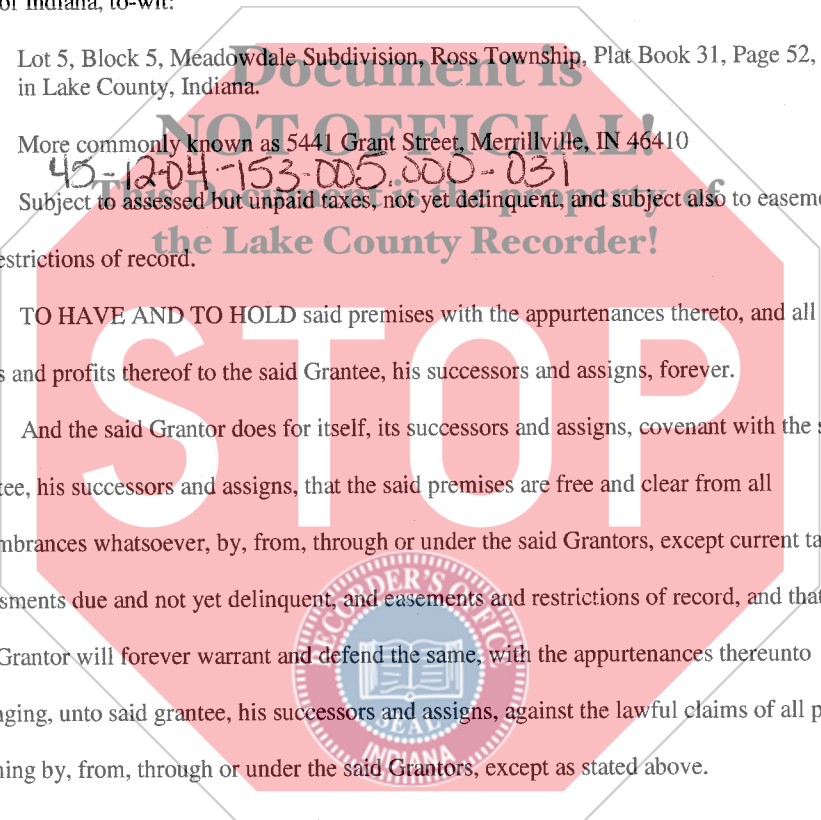 of Indiana, to-wit:
Lot 5, Block 5, Meadowdale Subdivision, Ross Township, Plat Book 31, Page 52,
in Lake County, Indiana.
Document is
NOT OFFICIAL!
More commonly known as 5441 Grant Street, Merrillville, IN 46410
45-12-04-153-005.000-031
This Document is the property of
Subject to assessed but unpaid taxes, not yet delinquent, and subject also to easeme
the Lake County Recorder!
estrictions of record.
TO HAVE AND TO HOLD said premises with the appurtenances thereto, and all
s and profits thereof to the said Grantee, his successors and assigns, forever.
STOP
And the said Grantor does for itself, its successors and assigns, covenant with the s
tee, his successors and assigns, that the said premises are free and clear from all
mbrances whatsoever, by, from, through or under the said Grantors, except current ta
sments due and not yet delinquent, and easements and restrictions of record, and that
Grantor will forever warrant and defend the same, with the appurtenances thereunto
nging, unto said grantee, his successors and assigns, against the lawful claims of all p
ning by, from, through or under the said Grantors, except as stated above.
RECORDER'S OFFICE
SEAL
INDIANA